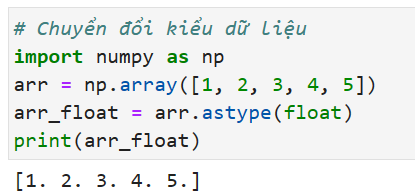 # Chuyển đổi kiểu dữ liệu
import numpy as np
arr = np.array([1, 2, 3, 4, 5])
arr_float = arr.astype(float)
print(arr_float)
[1. 2. 3. 4. 5.]